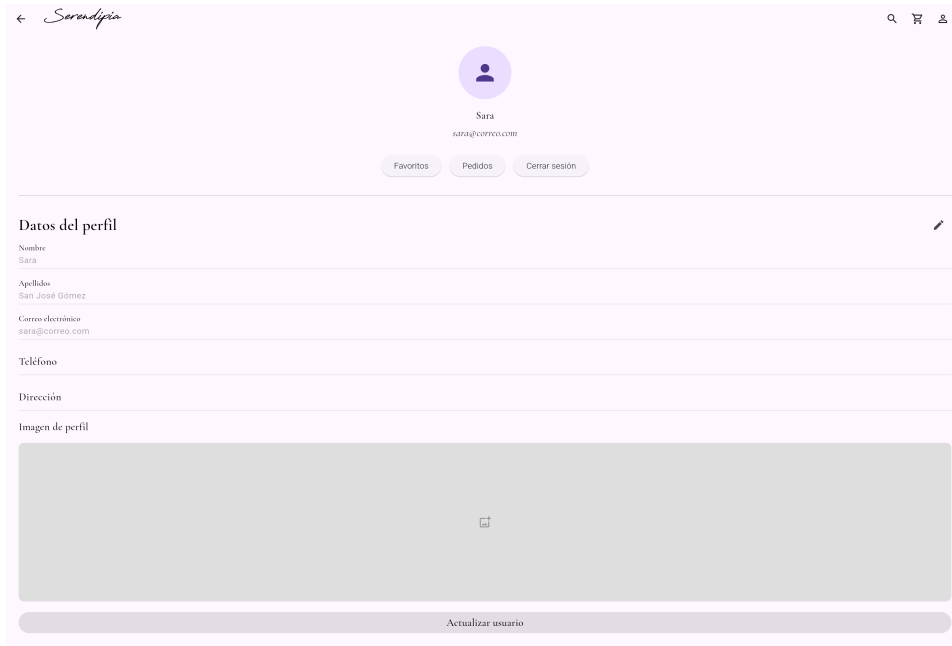 Serendipia
Sara
sara@correo.com
Favoritos Pedidos Cerrar sesión
Datos del perfil
Nombre
Sara
Apellidos
San José Gómez
Correo electrónico
sara@correo.com
Teléfono
Dirección
Imagen de perfil
Actualizar usuario